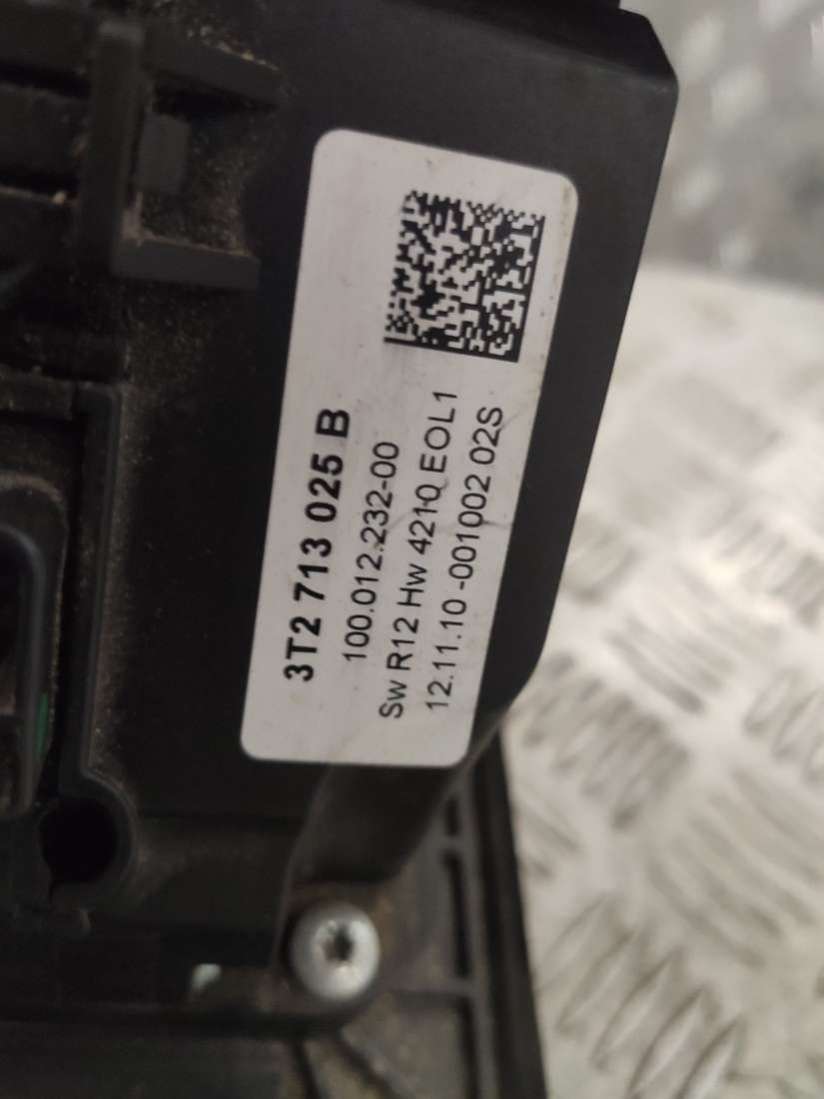 3T2 713 025 B
100.012.232-00
Sw R12 Hw 4210 EOL1
12.11.10 -001002 02S